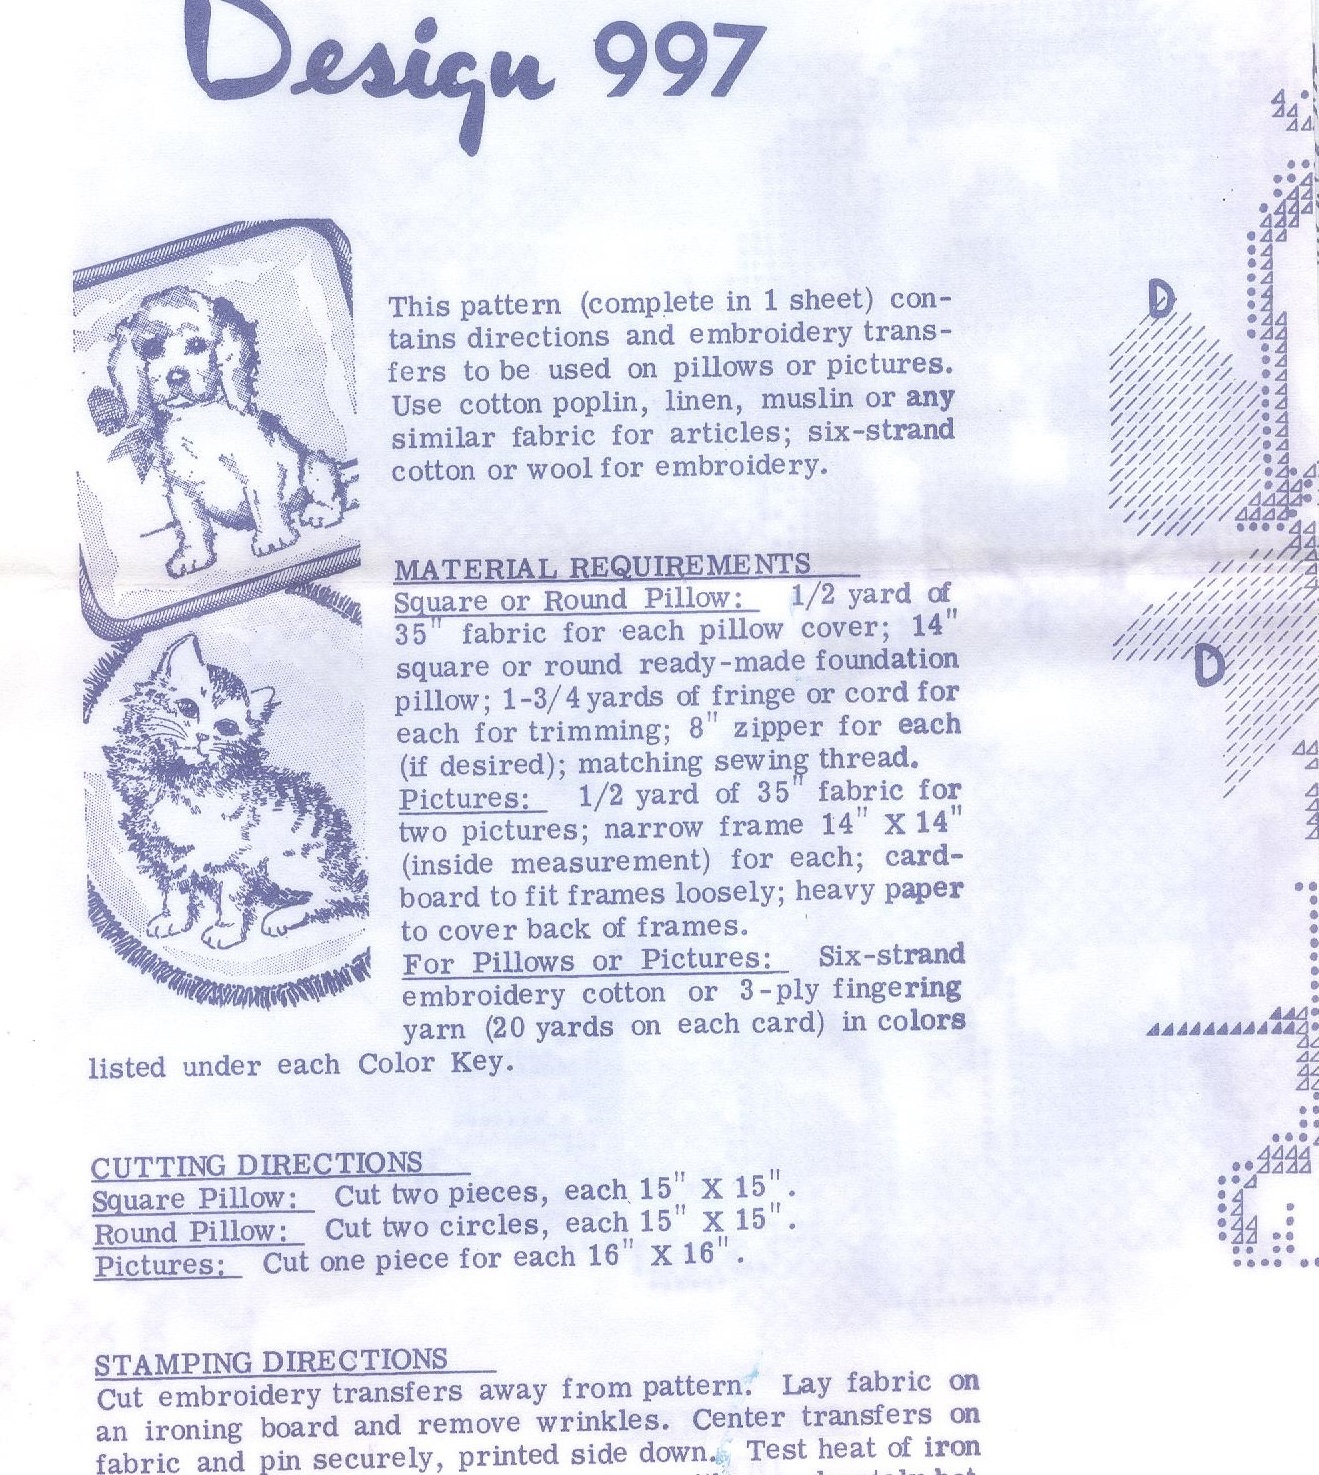 Design 997
This pattern (complete in 1 sheet) con-
tains directions and embroidery trans-
fers to be used on pillows or pictures.
Use cotton poplin, linen, muslin or any
similar fabric for articles; six-strand
cotton or wool for embroidery.
MATERIAL REQUIREMENTS
Square or Round Pillow: 1/2 yard of
35" fabric for each pillow cover; 14"
square or round ready-made foundation
pillow; 1-3/4 yards of fringe or cord for
each for trimming; 8" zipper for each
(if desired); matching sewing thread.
Pictures: 1/2 yard of 35" fabric for
two pictures; narrow frame 14" X 14"
(inside measurement) for each; card-
board to fit frames loosely; heavy paper
to cover back of frames.
For Pillows or Pictures: Six-strand
embroidery cotton or 3-ply fingering
yarn (20 yards on each card) in colors
listed under each Color Key.
CUTTING DIRECTIONS
Square Pillow: Cut two pieces, each 15" X 15".
Round Pillow: Cut two circles, each 15" X 15".
Pictures: Cut one piece for each 16" X 16".
STAMPING DIRECTIONS
Cut embroidery transfers away from pattern. Lay fabric on
an ironing board and remove wrinkles. Center transfers on
fabric and pin securely, printed side down. Test heat of iron
D
D